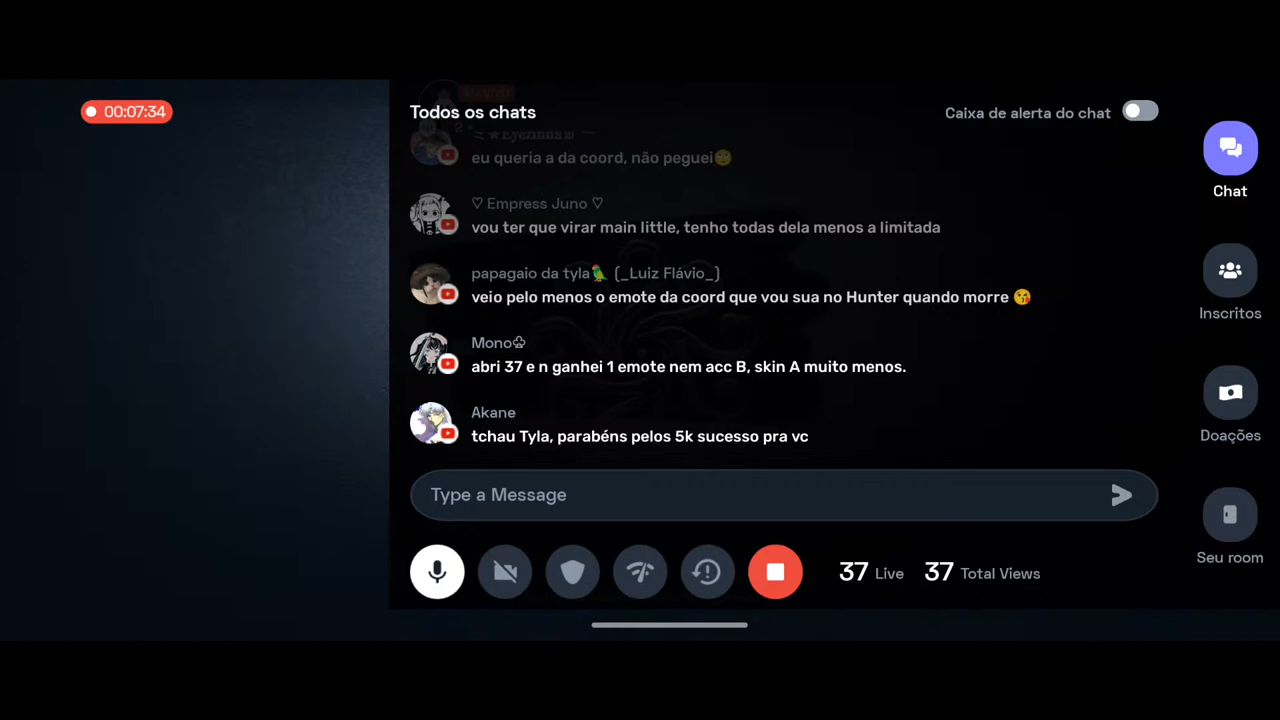 00:07:34
Todos os chats
Caixa de alerta do chat
eu queria a da coord, não peguei🙄
♡ Empress Juno ♡
vou ter que virar main little, tenho todas dela menos a limitada
papagaio da tyla🦜 (_Luiz Flávio_)
veio pelo menos o emote da coord que vou sua no Hunter quando morre 😘
Mono♧
abri 37 e n ganhei 1 emote nem acc B, skin A muito menos.
Akane
tchau Tyla, parabéns pelos 5k sucesso pra vc
Type a Message
37 Live 37 Total Views
Chat
Inscritos
Doações
Seu room